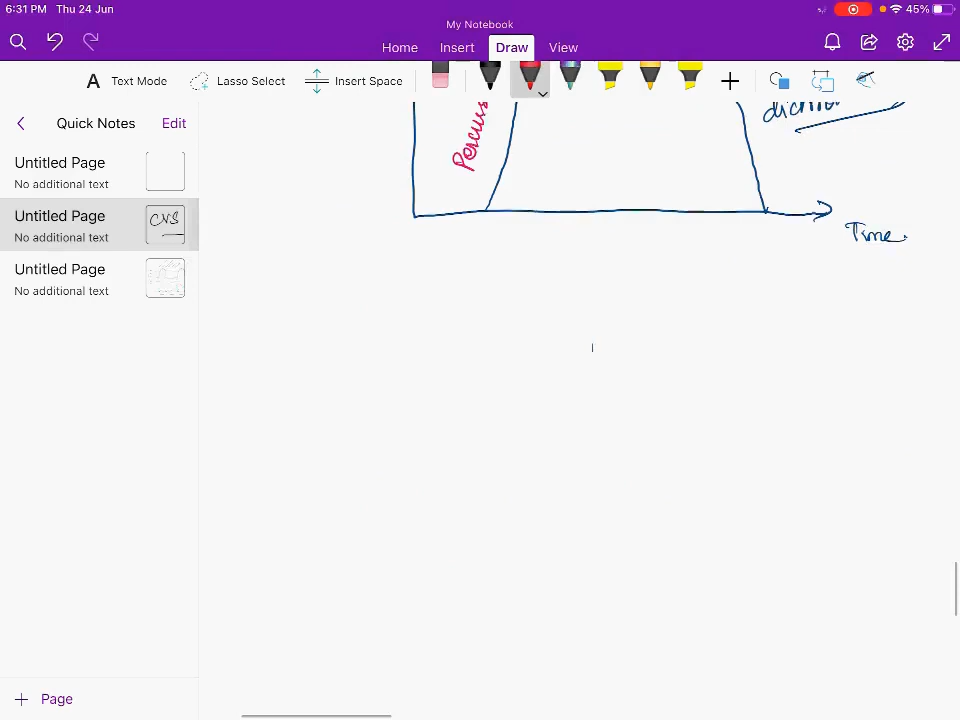 6:31 PM Thu 24 Jun
45%
My Notebook
Home Insert Draw View
Text Mode Lasso Select Insert Space
Quick Notes Edit
Untitled Page
No additional text
Untitled Page
No additional text
CNS
Untitled Page
No additional text
Percuss
Time
Page